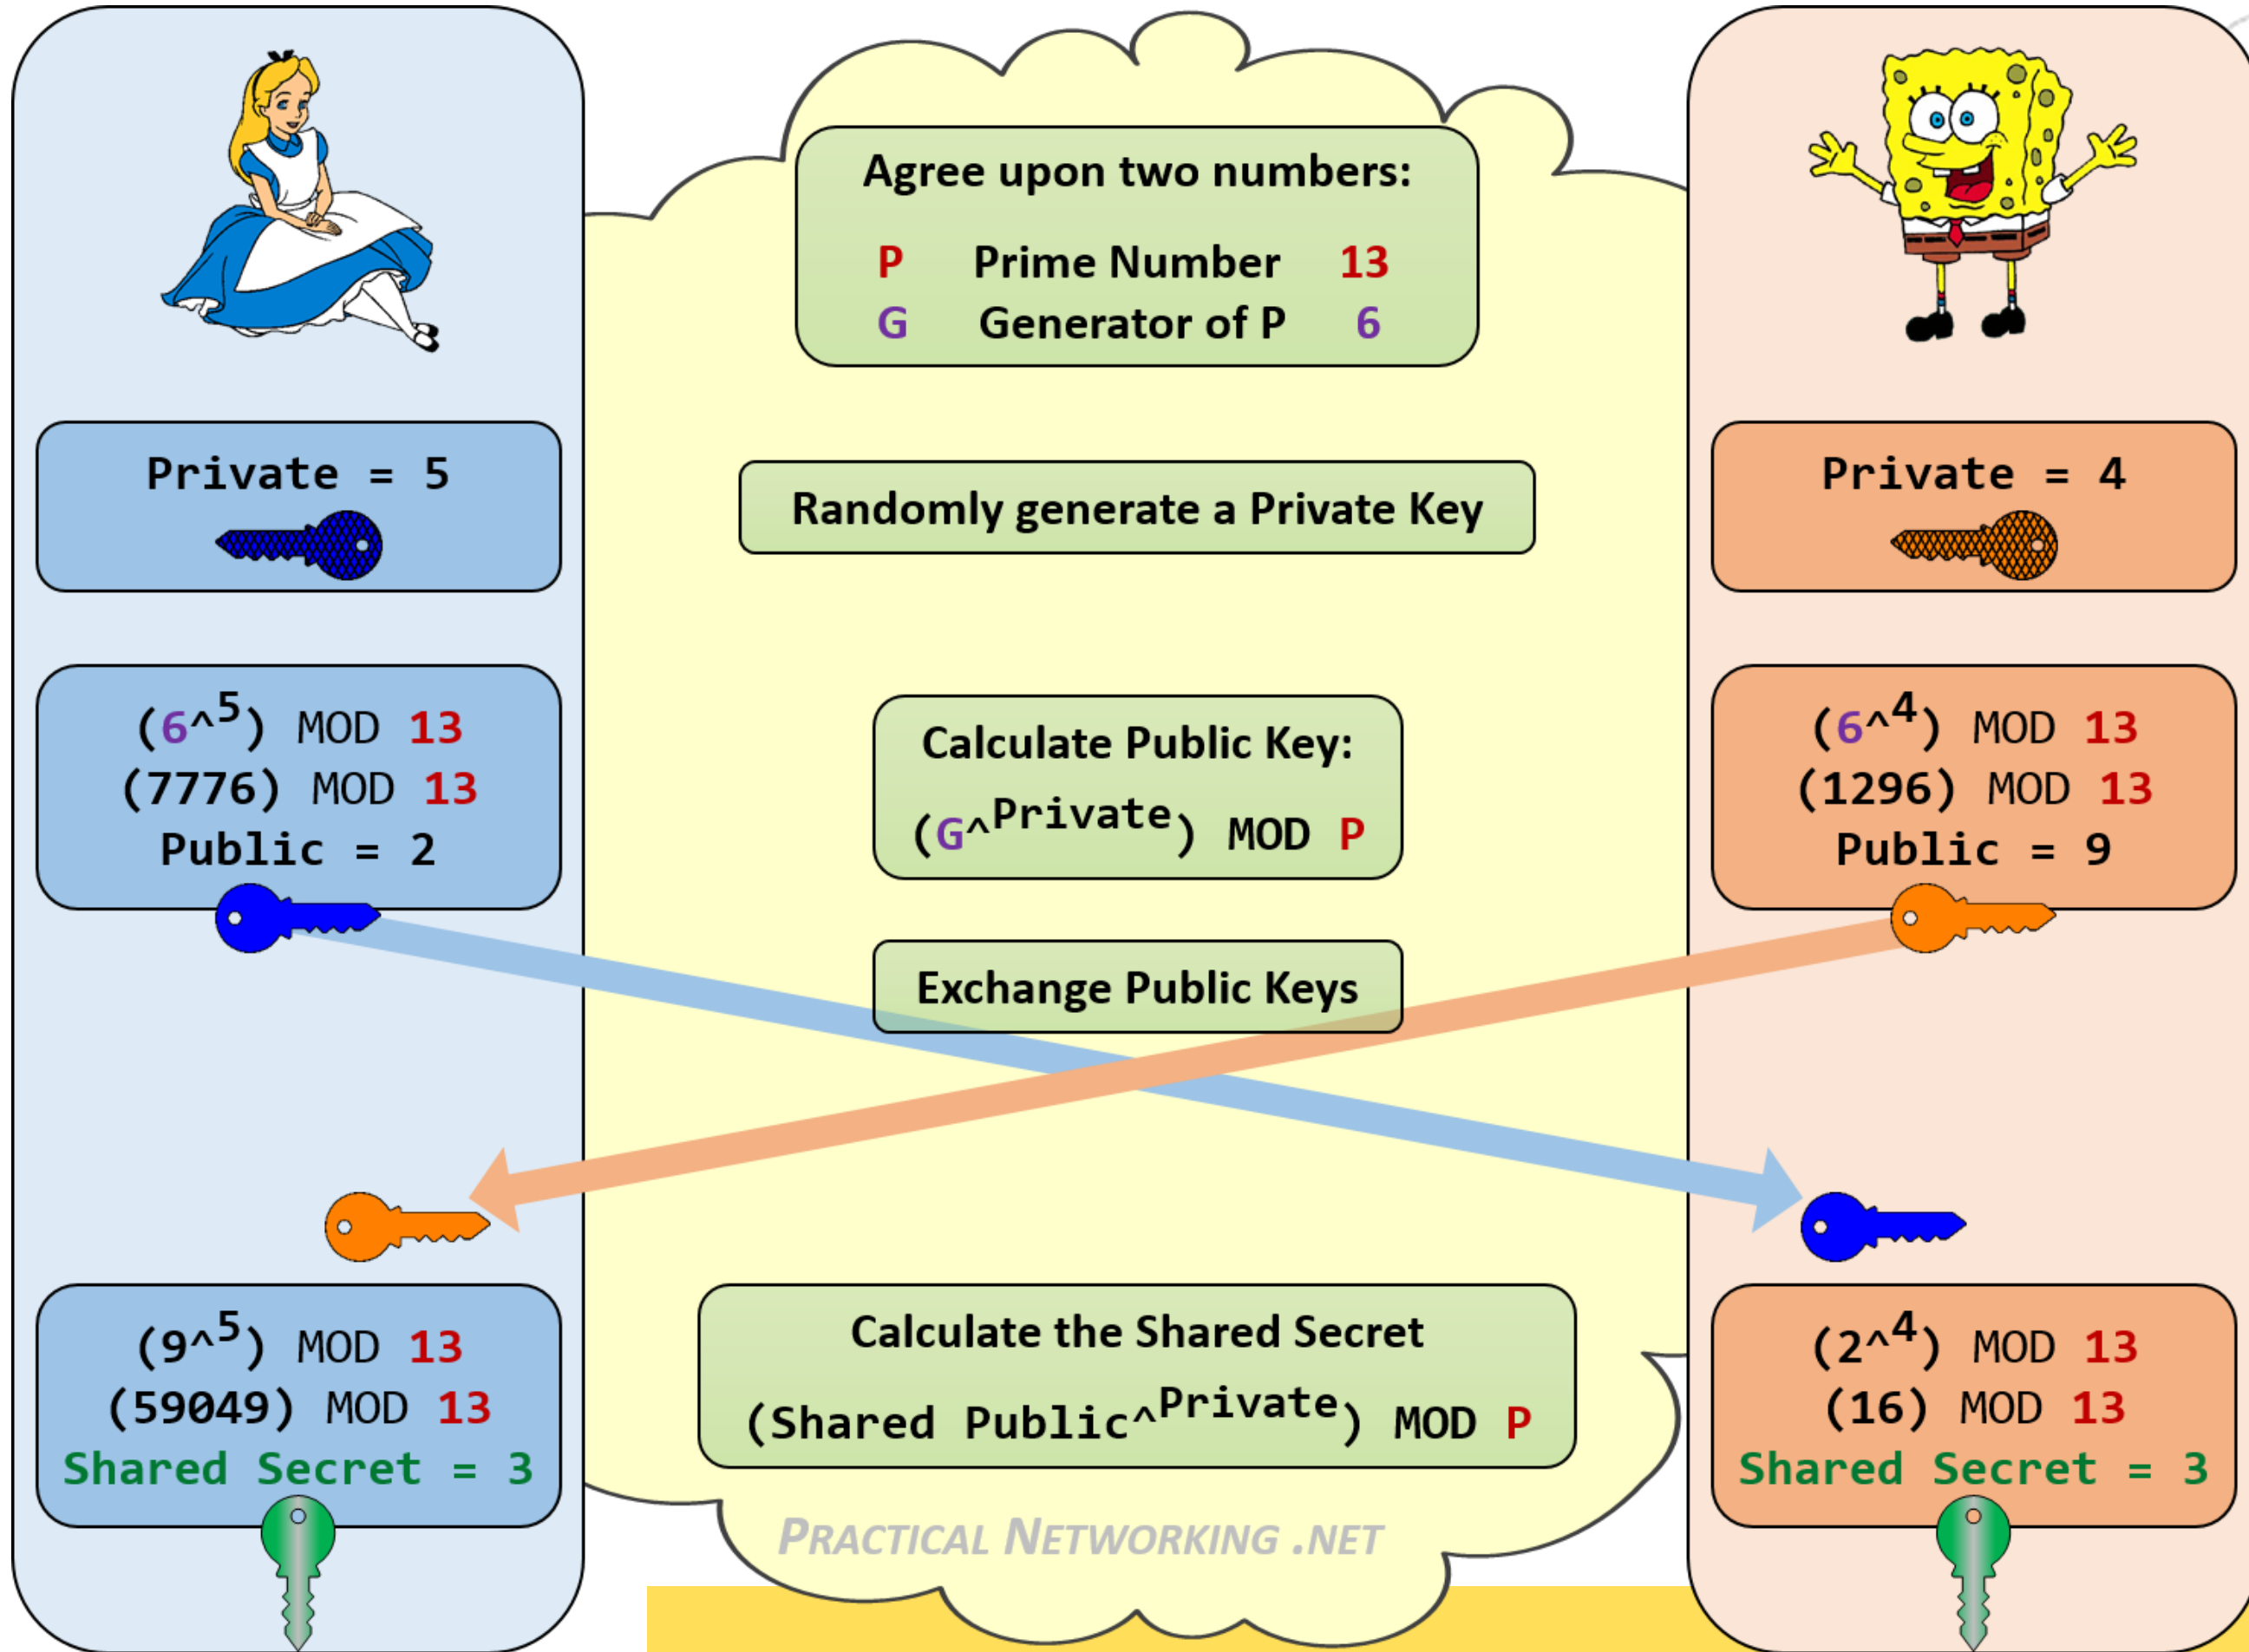 Agree upon two numbers:
P Prime Number 13
G Generator of P 6
Private = 5
Randomly generate a Private Key
Private = 4
(6^5) MOD 13
(7776) MOD 13
Public = 2
Calculate Public Key:
(G^Private) MOD P
(6^4) MOD 13
(1296) MOD 13
Public = 9
Exchange Public Keys
(9^5) MOD 13
(59049) MOD 13
Shared Secret = 3
Calculate the Shared Secret
(Shared Public^Private) MOD P
(2^4) MOD 13
(16) MOD 13
Shared Secret = 3
PRACTICAL NETWORKING .NET